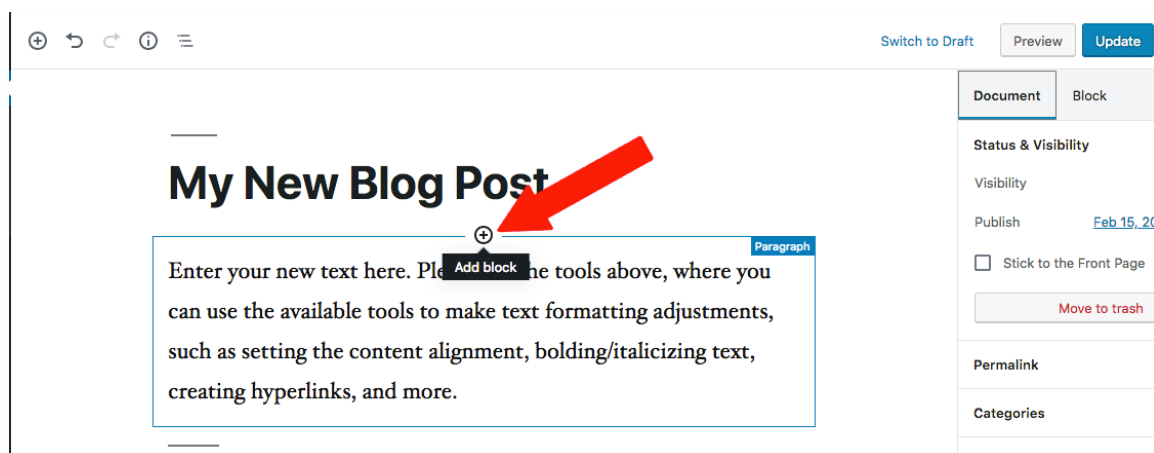 Switch to Draft
Preview
Update
Document
Block
Status & Visibility
Visibility
Publish
Feb 15, 20
Stick to the Front Page
Move to trash
Permalink
Categories
My New Blog Post
Add block
Paragraph
Enter your new text here. he tools above, where you
can use the available tools to make text formatting adjustments,
such as setting the content alignment, bolding/italicizing text,
creating hyperlinks, and more.